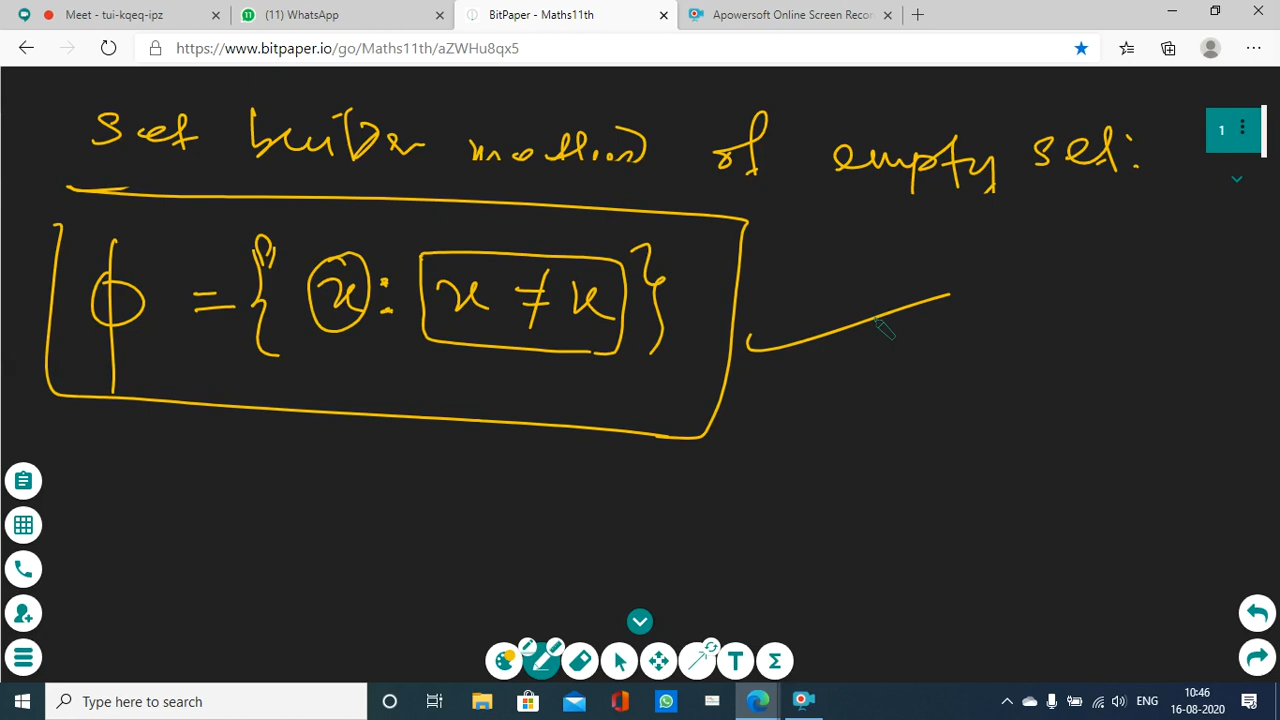 Meet - tui-kqeq-ipz
(11) WhatsApp
BitPaper - Maths11th
Apowersoft Online Screen Recor
https://www.bitpaper.io/go/Maths11th/aZWHu8qx5
set builder method of empty set:
1
ϕ = { x : x ≠ x }
T Σ
Type here to search
ENG
10:46
16-08-2020